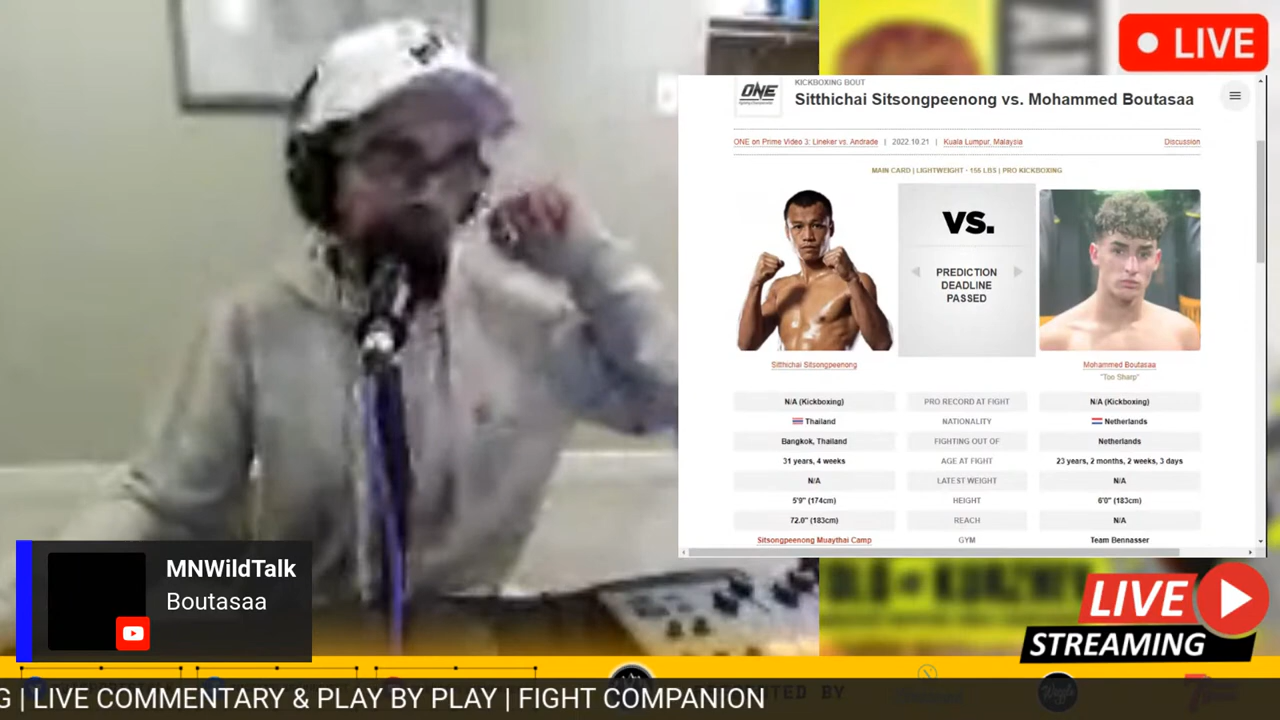 LIVE
KICKBOXING BOUT
ONE
Sitthichai Sitsongpeenong vs. Mohammed Boutasaa
ONE on Prime Video 3: Lineker vs. Andrade | 2022.10.21 | Kuala Lumpur, Malaysia
Discussion
MAIN CARD | LIGHTWEIGHT · 155 LBS | PRO KICKBOXING
VS.
PREDICTION
DEADLINE
PASSED
Sitthichai Sitsongpeenong
Mohammed Boutasaa
"Too Sharp"
N/A (Kickboxing) PRO RECORD AT FIGHT N/A (Kickboxing)
Thailand NATIONALITY Netherlands
Bangkok, Thailand FIGHTING OUT OF Netherlands
31 years, 4 weeks AGE AT FIGHT 23 years, 2 months, 2 weeks, 3 days
N/A LATEST WEIGHT N/A
5'9" (174cm) HEIGHT 6'0" (183cm)
72.0" (183cm) REACH N/A
Sitsongpeenong Muaythai Camp GYM Team Bennasser
MNWildTalk
Boutasaa
LIVE
STREAMING
G | LIVE COMMENTARY & PLAY BY PLAY | FIGHT COMPANION